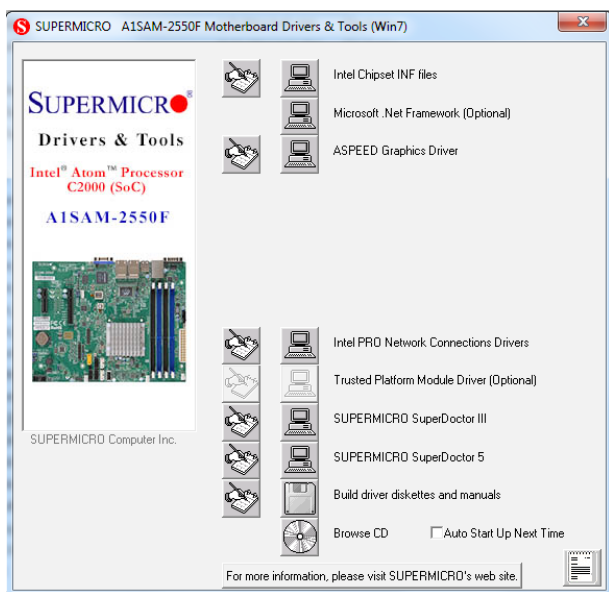 SUPERMICRO A1SAM-2550F Motherboard Drivers & Tools (Win7)
SUPERMICRO®
Drivers & Tools
Intel® Atom™ Processor
C2000 (SoC)
A1SAM-2550F
SUPERMICRO Computer Inc.
Intel Chipset INF files
Microsoft .Net Framework (Optional)
ASPEED Graphics Driver
Intel PRO Network Connections Drivers
Trusted Platform Module Driver (Optional)
SUPERMICRO SuperDoctor III
SUPERMICRO SuperDoctor 5
Build driver diskettes and manuals
Browse CD
Auto Start Up Next Time
For more information, please visit SUPERMICRO's web site.